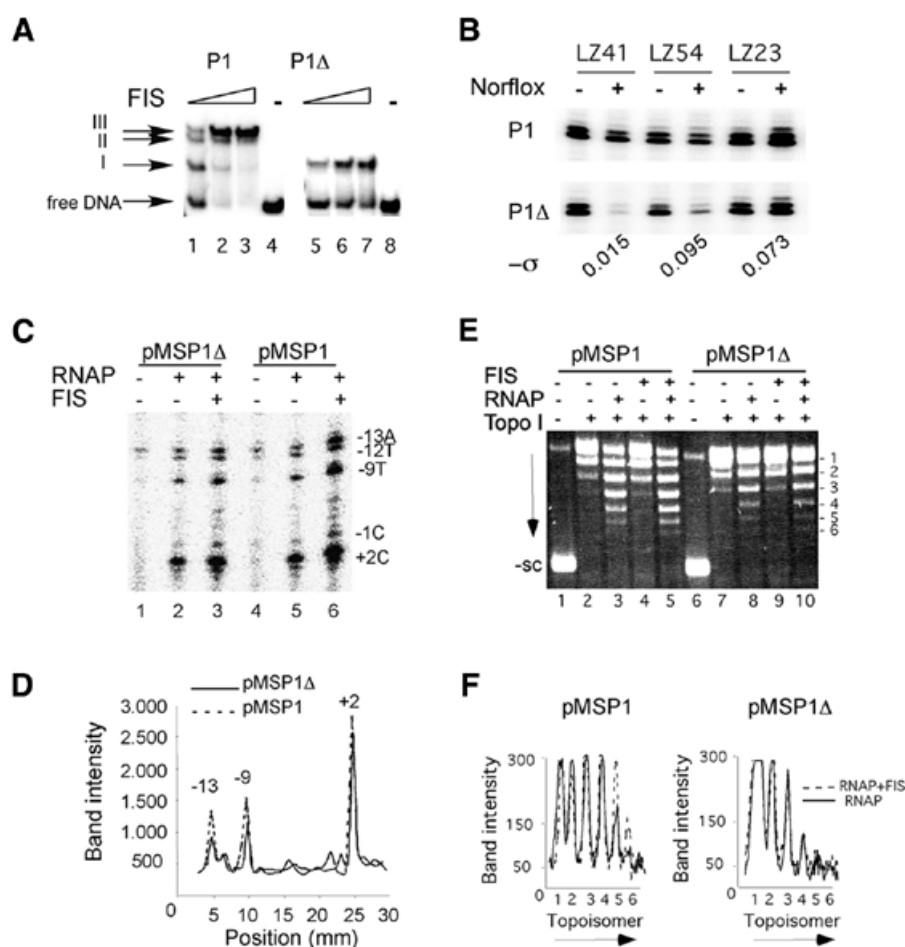 A
P1 P1Δ
FIS - -
III
II
I
free DNA
1 2 3 4 5 6 7 8
B
LZ41 LZ54 LZ23
Norflox - + - + - +
P1
P1Δ
-σ 0.015 0.095 0.073
C
pMSP1Δ pMSP1
RNAP - + + - + +
FIS - - + - - +
-13A
-12T
-9T
-1C
+2C
1 2 3 4 5 6
E
pMSP1 pMSP1Δ
FIS - - - + + - - - + +
RNAP - - + - + - - + - +
Topo I - + + + + - + + + +
- 1
- 2
- 3
- 4
- 5
- 6
-sc
1 2 3 4 5 6 7 8 9 10
D
pMSP1Δ
pMSP1
Band intensity
3.000
2.500
2.000
1.500
1.000
500
-13 -9 +2
0 5 10 15 20 25 30
Position (mm)
F
pMSP1 pMSP1Δ
Band intensity
300
150
50
0
1 2 3 4 5 6
Topoisomer
Band intensity
300
150
50
0
1 2 3 4 5 6
Topoisomer
RNAP+FIS
RNAP